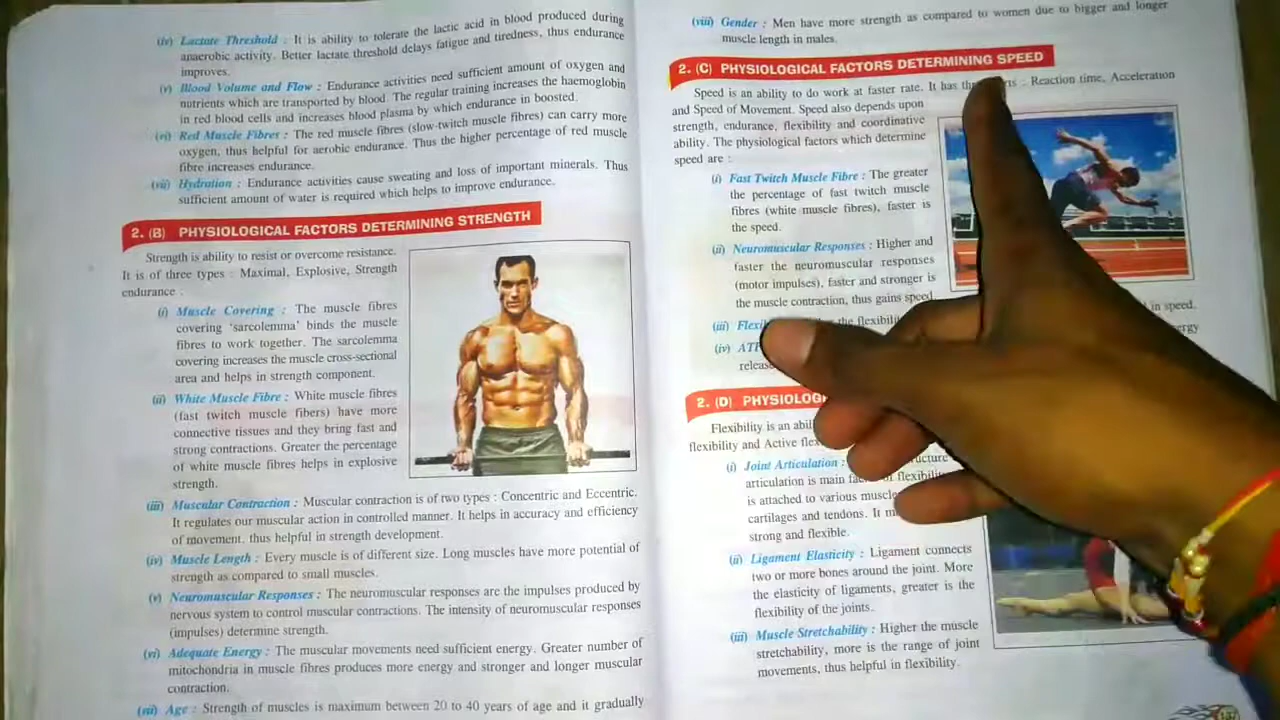 (iv) Lactate Threshold : It is ability to tolerate the lactic acid in blood produced during
anaerobic activity. Better lactate threshold delays fatigue and tiredness, thus endurance
improves.
(v) Blood Volume and Flow : Endurance activities need sufficient amount of oxygen and
nutrients which are transported by blood. The regular training increases the haemoglobin
in red blood cells and increases blood plasma by which endurance in boosted.
(vi) Red Muscle Fibres : The red muscle fibres (slow-twitch muscle fibres) can carry more
oxygen, thus helpful for aerobic endurance. Thus the higher percentage of red muscle
fibre increases endurance.
(vii) Hydration : Endurance activities cause sweating and loss of important minerals. Thus
sufficient amount of water is required which helps to improve endurance.
2. (B) PHYSIOLOGICAL FACTORS DETERMINING STRENGTH
Strength is ability to resist or overcome resistance.
It is of three types : Maximal, Explosive, Strength
endurance :
(i) Muscle Covering : The muscle fibres
covering 'sarcolemma' binds the muscle
fibres to work together. The sarcolemma
covering increases the muscle cross-sectional
area and helps in strength component.
(ii) White Muscle Fibre : White muscle fibres
(fast twitch muscle fibers) have more
connective tissues and they bring fast and
strong contractions. Greater the percentage
of white muscle fibres helps in explosive
strength.
(iii) Muscular Contraction : Muscular contraction is of two types : Concentric and Eccentric.
It regulates our muscular action in controlled manner. It helps in accuracy and efficiency
of movement, thus helpful in strength development.
(iv) Muscle Length : Every muscle is of different size. Long muscles have more potential of
strength as compared to small muscles.
(v) Neuromuscular Responses : The neuromuscular responses are the impulses produced by
nervous system to control muscular contractions. The intensity of neuromuscular responses
(impulses) determine strength.
(vi) Adequate Energy : The muscular movements need sufficient energy. Greater number of
mitochondria in muscle fibres produces more energy and stronger and longer muscular
contraction.
(vii) Age : Strength of muscles is maximum between 20 to 40 years of age and it gradually
(viii) Gender : Men have more strength as compared to women due to bigger and longer
muscle length in males.
2. (C) PHYSIOLOGICAL FACTORS DETERMINING SPEED
Speed is an ability to do work at faster rate. It has : Reaction time, Acceleration
and Speed of Movement. Speed also depends upon
strength, endurance, flexibility and coordinative
ability. The physiological factors which determine
speed are :
(i) Fast Twitch Muscle Fibre : The greater
the percentage of fast twitch muscle
fibres (white muscle fibres), faster is
the speed.
(ii) Neuromuscular Responses : Higher and
faster the neuromuscular responses
(motor impulses), faster and stronger is
the muscle contraction, thus gains speed.
(iii) the in speed.
(iv) ATP
2. (D)
Flexibility is an
flexibility and Active
(i) Joint Articulation :
articulation is main
is attached to various
cartilages and tendons. It
strong and flexible.
(ii) Ligament Elasticity : Ligament connects
two or more bones around the joint. More
the elasticity of ligaments, greater is the
flexibility of the joints.
(iii) Muscle Stretchability : Higher the muscle
stretchability, more is the range of joint
movements, thus helpful in flexibility.